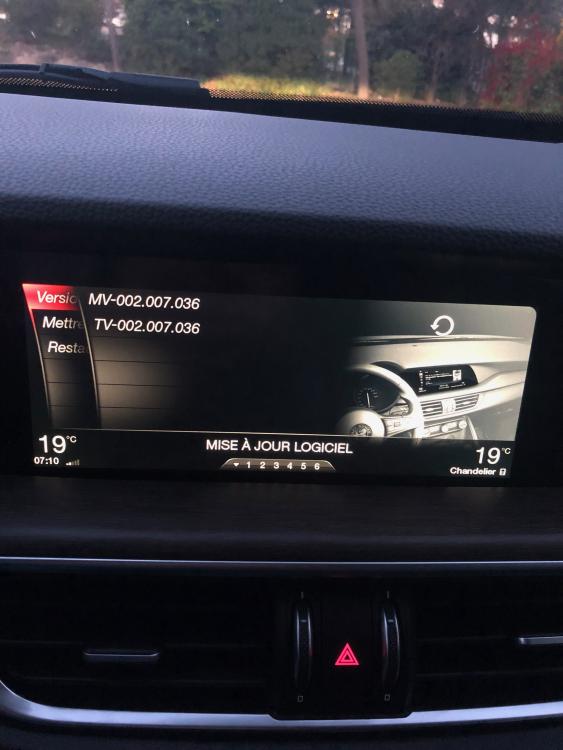 Versio MV-002.007.036
Mettre TV-002.007.036
Resta
19°C MISE À JOUR LOGICIEL 19°C
07:10 1 2 3 4 5 6 Chandelier